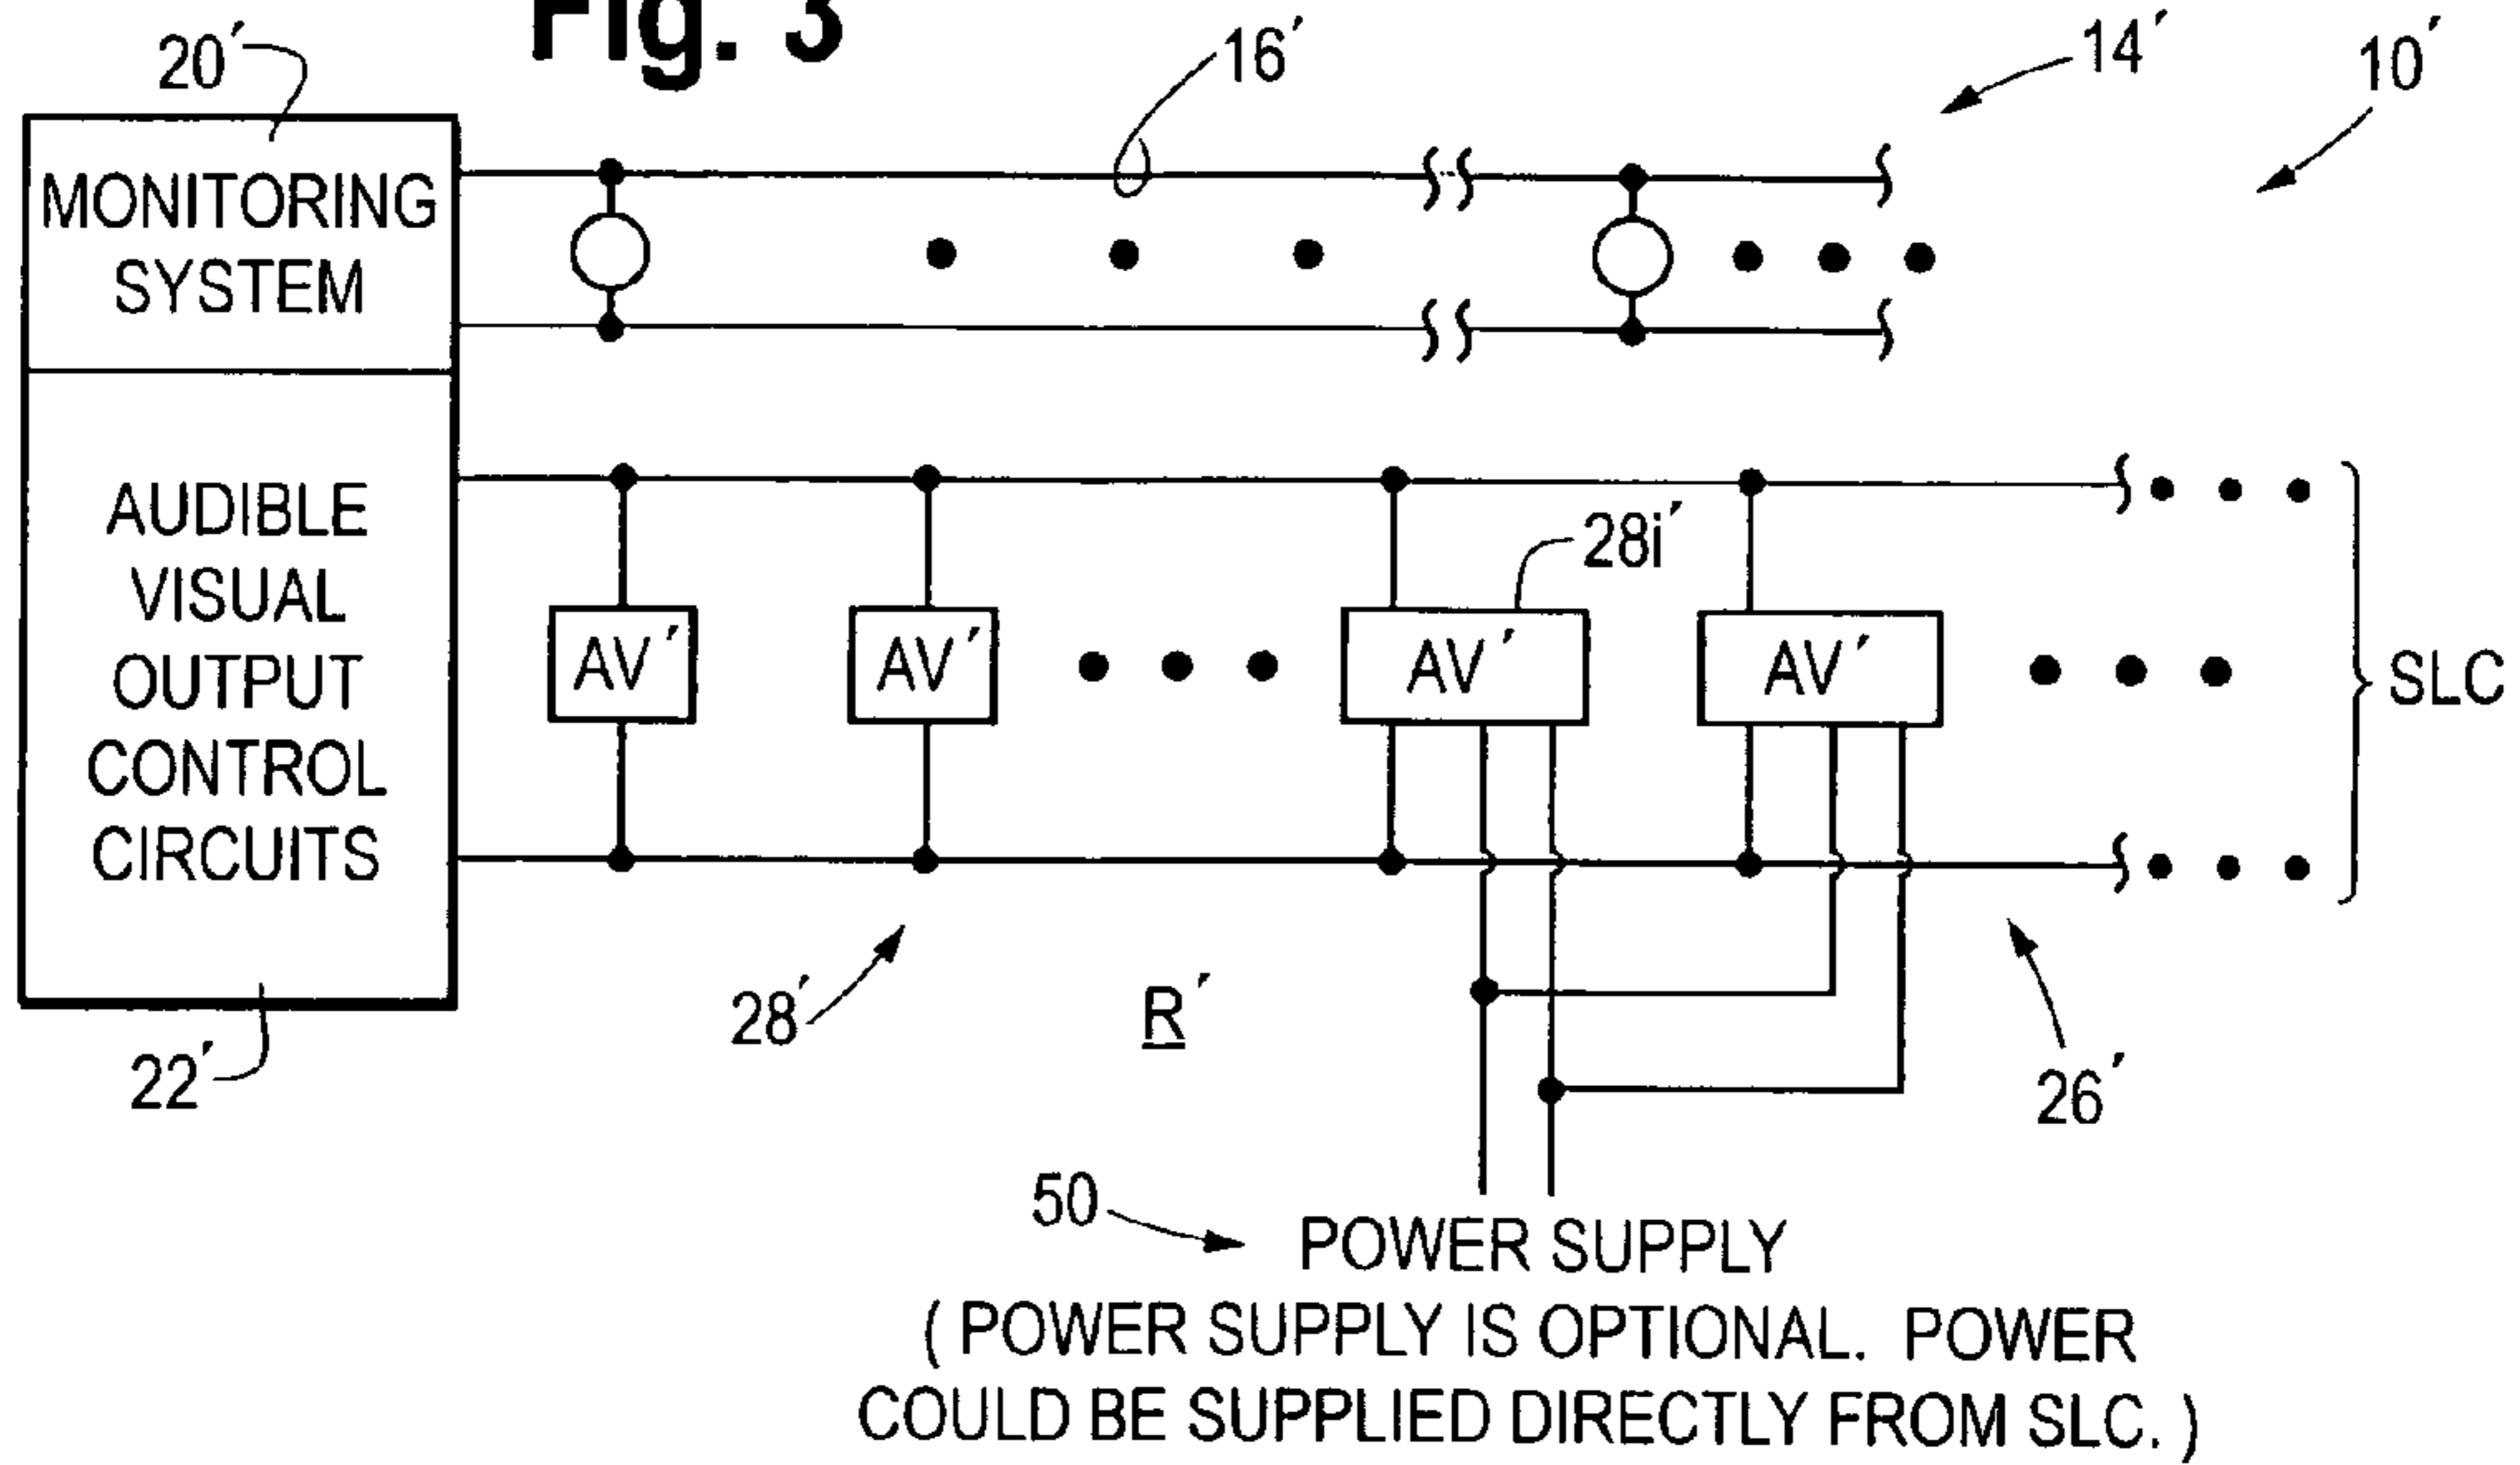 Fig. 3
20′
16′
14′
10′
MONITORING
SYSTEM
AUDIBLE
VISUAL
OUTPUT
CONTROL
CIRCUITS
28i′
AV′
AV′
AV′
AV′
SLC
28′
R′
22′
26′
50
POWER SUPPLY
( POWER SUPPLY IS OPTIONAL. POWER
COULD BE SUPPLIED DIRECTLY FROM SLC. )